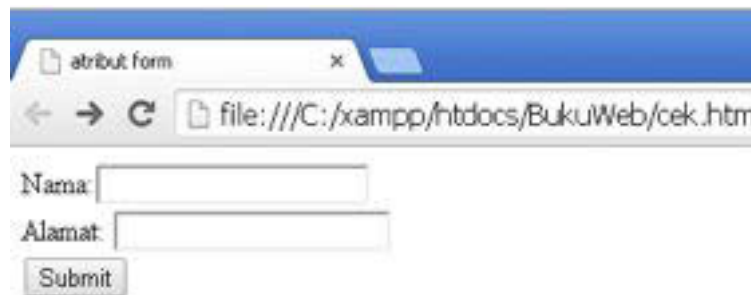 atribut form
file:///C:/xampp/htdocs/BukuWeb/cek.htm
Nama:
Alamat:
Submit